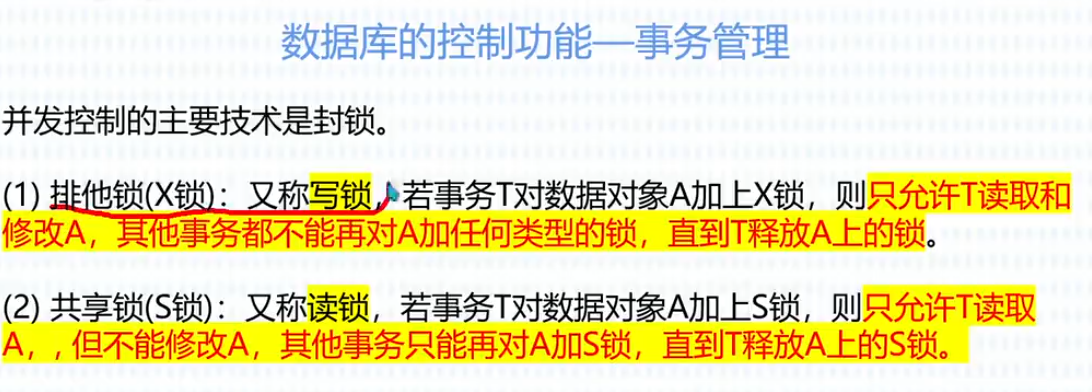 数据库的控制功能—事务管理
并发控制的主要技术是封锁。
(1) 排他锁(X锁)：又称写锁，若事务T对数据对象A加上X锁，则只允许T读取和
修改A，其他事务都不能再对A加任何类型的锁，直到T释放A上的锁。
(2) 共享锁(S锁)：又称读锁，若事务T对数据对象A加上S锁，则只允许T读取
A，, 但不能修改A，其他事务只能再对A加S锁，直到T释放A上的S锁。